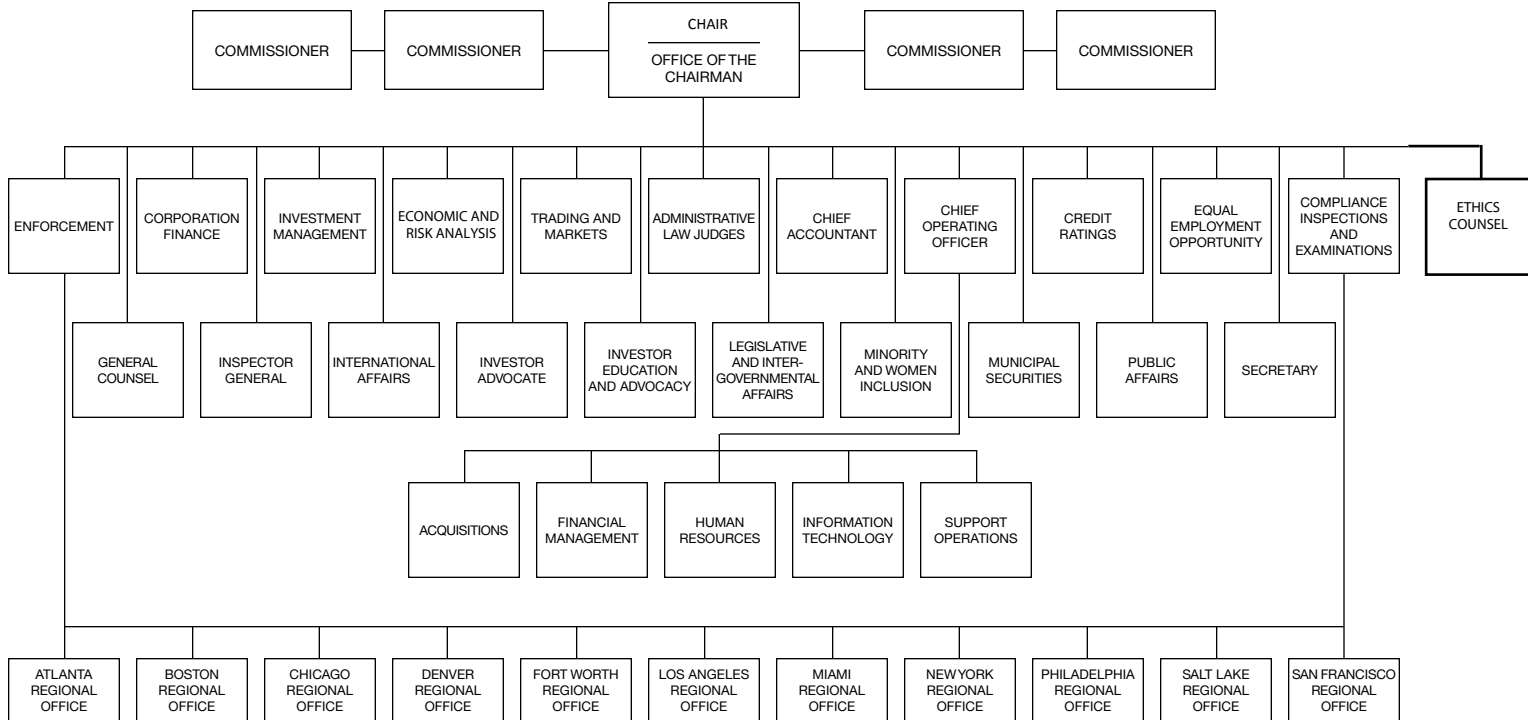 COMMISSIONER
COMMISSIONER
CHAIR
OFFICE OF THE
CHAIRMAN
COMMISSIONER
COMMISSIONER
ENFORCEMENT
CORPORATION
FINANCE
INVESTMENT
MANAGEMENT
ECONOMIC AND
RISK ANALYSIS
TRADING AND
MARKETS
ADMINISTRATIVE
LAW JUDGES
CHIEF
ACCOUNTANT
CHIEF
OPERATING
OFFICER
CREDIT
RATINGS
EQUAL
EMPLOYMENT
OPPORTUNITY
COMPLIANCE
INSPECTIONS
AND
EXAMINATIONS
ETHICS
COUNSEL
GENERAL
COUNSEL
INSPECTOR
GENERAL
INTERNATIONAL
AFFAIRS
INVESTOR
ADVOCATE
INVESTOR
EDUCATION
AND ADVOCACY
LEGISLATIVE
AND INTER-
GOVERNMENTAL
AFFAIRS
MINORITY
AND WOMEN
INCLUSION
MUNICIPAL
SECURITIES
PUBLIC
AFFAIRS
SECRETARY
ACQUISITIONS
FINANCIAL
MANAGEMENT
HUMAN
RESOURCES
INFORMATION
TECHNOLOGY
SUPPORT
OPERATIONS
ATLANTA
REGIONAL
OFFICE
BOSTON
REGIONAL
OFFICE
CHICAGO
REGIONAL
OFFICE
DENVER
REGIONAL
OFFICE
FORT WORTH
REGIONAL
OFFICE
LOS ANGELES
REGIONAL
OFFICE
MIAMI
REGIONAL
OFFICE
NEW YORK
REGIONAL
OFFICE
PHILADELPHIA
REGIONAL
OFFICE
SALT LAKE
REGIONAL
OFFICE
SAN FRANCISCO
REGIONAL
OFFICE